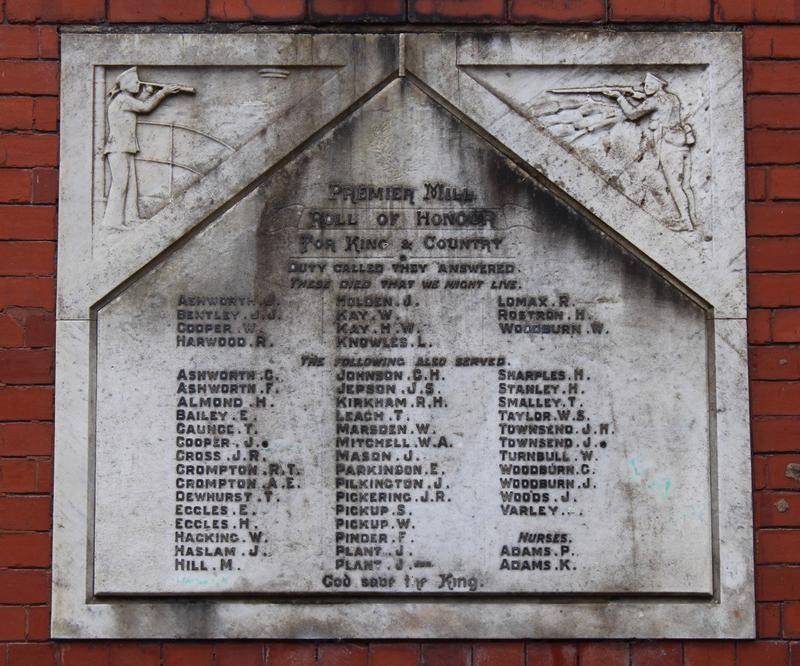 PREMIER MILL
ROLL OF HONOUR
FOR KING & COUNTRY
DUTY CALLED THEY ANSWERED.
THESE DIED THAT WE MIGHT LIVE.
ASHWORTH.J.
BENTLEY.J.J.
COOPER.W.
HARWOOD.R.
HOLDEN.J.
KAY.W.
KAY.H.W.
KNOWLES.L.
LOMAX.R.
ROSTRON.H.
WOODBURN.W.
THE FOLLOWING ALSO SERVED.
ASHWORTH.C.
ASHWORTH.F.
ALMOND.H.
BAILEY.E.
CAUNCE.T.
COOPER.J.
CROSS.J.R.
CROMPTON.R.T.
CROMPTON.A.E.
DEWHURST.T.
ECCLES.E.
ECCLES.H.
HACKING.W.
HASLAM.J.
HILL.M.
JOHNSON.C.H.
JEPSON.J.S.
KIRKHAM.R.H.
LEACH.T.
MARSDEN.W.
MITCHELL.W.A.
MASON.J.
PARKINSON.E.
PILKINGTON.J.
PICKERING.J.R.
PICKUP.S.
PICKUP.W.
PINDER.F.
PLANT.J.
PLANT.J.
SHARPLES.H.
STANLEY.H.
SMALLEY.T.
TAYLOR.W.S.
TOWNSEND.J.H.
TOWNSEND.J.
TURNBULL.W.
WOODBURN.C.
WOODBURN.J.
WOODS.J.
VARLEY.
NURSES.
ADAMS.P.
ADAMS.K.
God save the King.